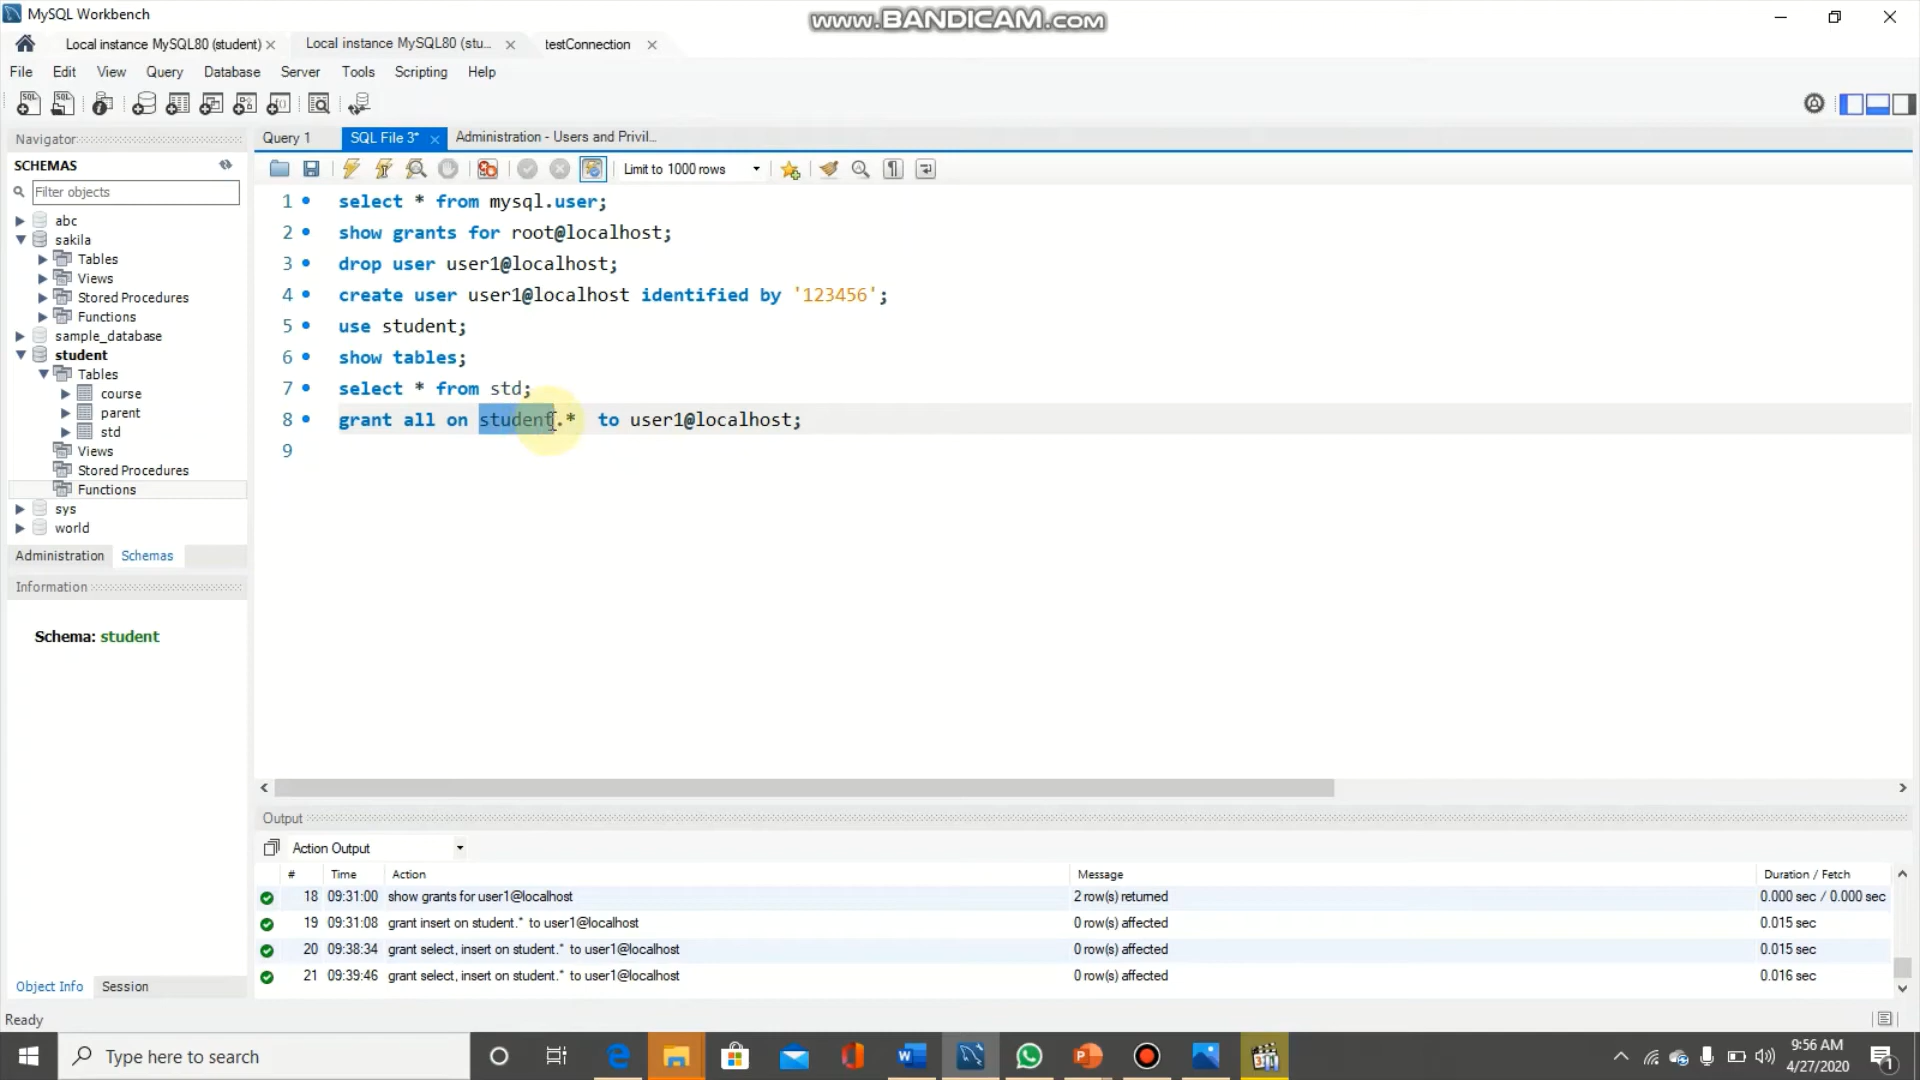 MySQL Workbench
www.BANDICAM.com
Local instance MySQL80 (student)
Local instance MySQL80 (stu...
testConnection
File Edit View Query Database Server Tools Scripting Help
Navigator
Query 1
SQL File 3*
Administration - Users and Privil...
SCHEMAS
Limit to 1000 rows
Filter objects
abc
sakila
Tables
Views
Stored Procedures
Functions
sample_database
student
Tables
course
parent
std
Views
Stored Procedures
Functions
sys
world
Administration Schemas
Information
Schema: student
Object Info Session
1 select * from mysql.user;
2 show grants for root@localhost;
3 drop user user1@localhost;
4 create user user1@localhost identified by '123456';
5 use student;
6 show tables;
7 select * from std;
8 grant all on student.* to user1@localhost;
9
Output
Action Output
# Time Action Message Duration / Fetch
18 09:31:00 show grants for user1@localhost 2 row(s) returned 0.000 sec / 0.000 sec
19 09:31:08 grant insert on student.* to user1@localhost 0 row(s) affected 0.015 sec
20 09:38:34 grant select, insert on student.* to user1@localhost 0 row(s) affected 0.015 sec
21 09:39:46 grant select, insert on student.* to user1@localhost 0 row(s) affected 0.016 sec
Ready
Type here to search
9:56 AM
4/27/2020
1